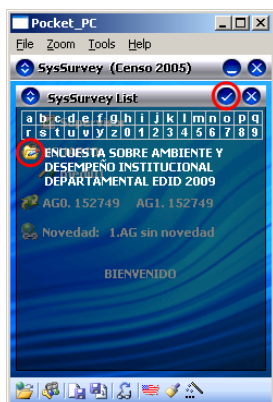 Pocket_PC
File Zoom Tools Help
SysSurvey (Censo 2005)
SysSurvey List
a b c d e f g h i j k l m n o p q
r s t u v y z 0 1 2 3 4 5 6 7 8 9
ENCUESTA SOBRE AMBIENTE Y
DESEMPEÑO INSTITUCIONAL
DEPARTAMENTAL EDID 2009
AG0. 152749 AG1. 152749
Novedad: 1.AG sin novedad
BIENVENIDO